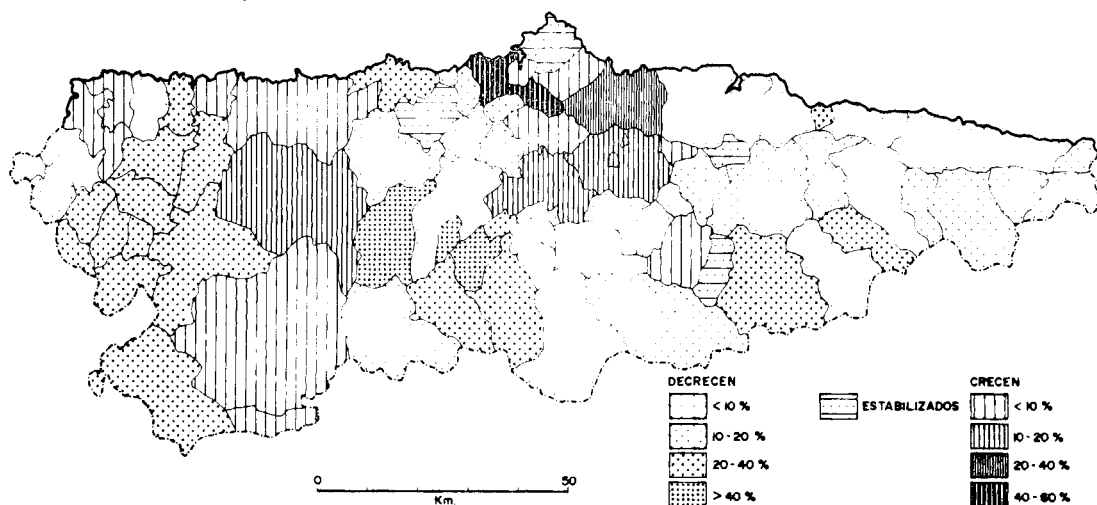 DECRECEN
<10 %
10-20 %
20-40 %
>40 %
ESTABILIZADOS
CRECEN
<10 %
10-20 %
20-40 %
40-60 %
0 50
Km.